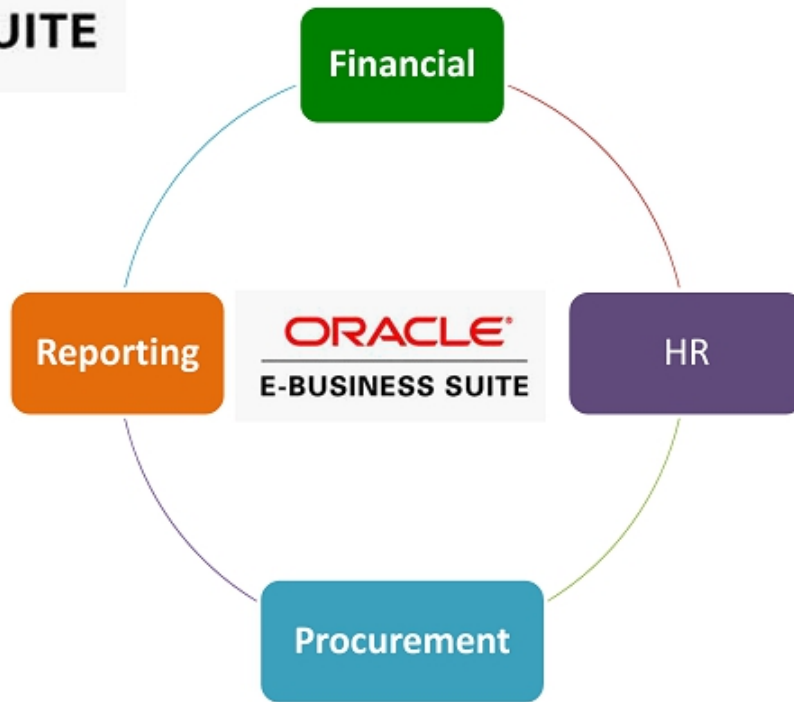 UITE
Financial
Reporting
ORACLE®
E-BUSINESS SUITE
HR
Procurement